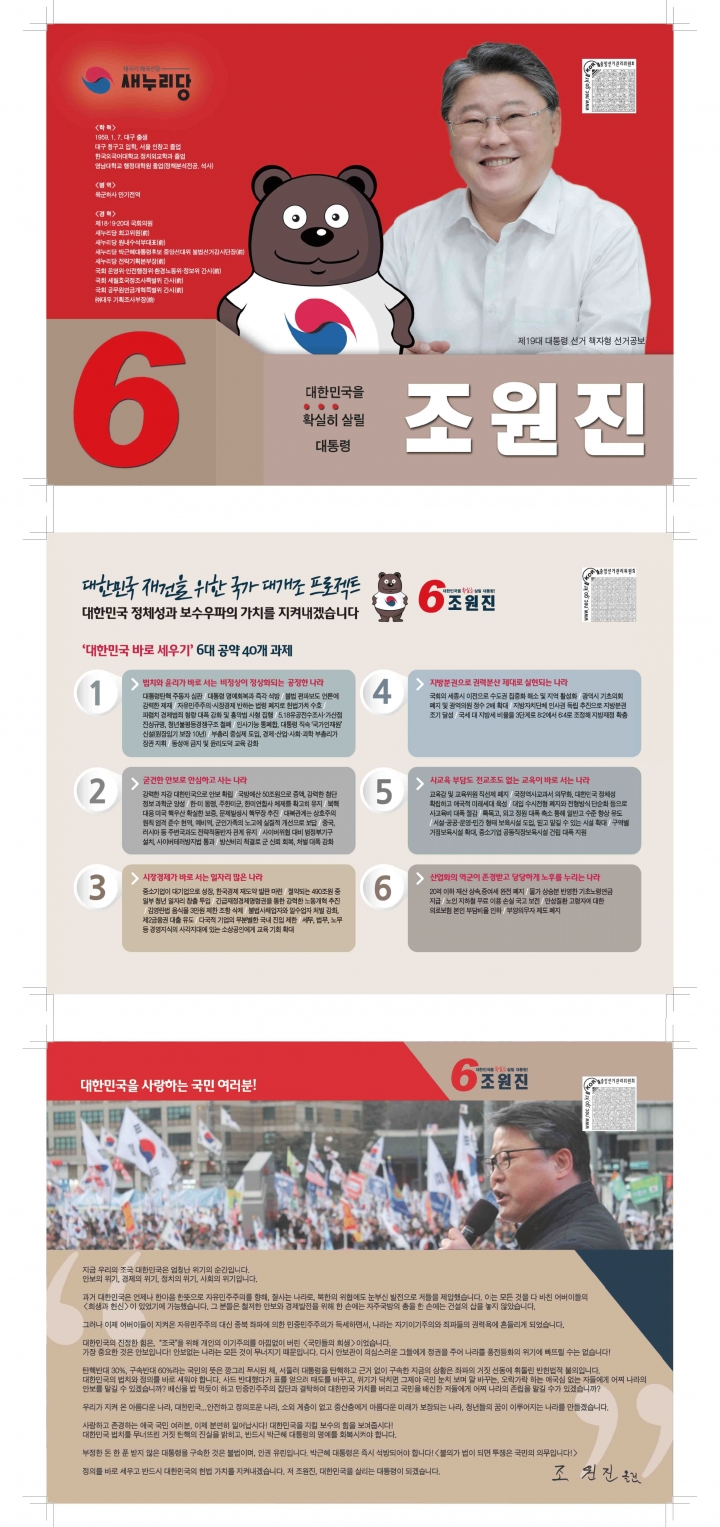 새누리당
<학 력>
1959. 1. 7. 대구 출생
대구 청구고 입학, 서울 인창고 졸업
한국외국어대학교 정치외교학과 졸업
영남대학교 행정대학원 졸업(정책분석전공, 석사)
<병 역>
육군하사 만기전역
<경 력>
제18·19·20대 국회의원
새누리당 최고위원(前)
새누리당 원내수석부대표(前)
새누리당 박근혜대통령후보 중앙선대위 불법선거감시단장(前)
새누리당 전략기획본부장(前)
국회 운영위·안전행정위·환경노동위·정보위 간사(前)
국회 세월호국정조사특별위 간사(前)
국회 공무원연금개혁특별위 간사(前)
㈜대우 기획조사부장(前)
제19대 대통령 선거 책자형 선거공보
6
대한민국을
확실히 살릴
대통령
조원진
대한민국 재건을 위한 국가 대개조 프로젝트
대한민국 정체성과 보수우파의 가치를 지켜내겠습니다
6 대한민국을 확실히 살릴 대통령!
조원진
'대한민국 바로 세우기' 6대 공약 40개 과제
1
법치와 윤리가 바로 서는 비정상이 정상화되는 공정한 나라
대통령탄핵 주동자 심판 / 대통령 명예회복과 즉각 석방 / 불법 편파보도 언론에
강력한 제재 / 자유민주주의·시장경제 반하는 법령 폐지로 헌법가치 수호 /
파렴치 경제범죄 형량 대폭 강화 및 흉악범 사형 집행 / 5.18유공전수조사·가산점
진상규명, 청년불평등경쟁구조 철폐 / 인사기능 통폐합, 대통령 직속 '국가인재원'
신설(원장임기 보장 10년) / 부총리 중심제 도입, 경제·산업·사회·과학 부총리가
장관 지휘 / 동성애 금지 및 윤리도덕 교육 강화
2
굳건한 안보로 안심하고 사는 나라
강력한 자강 대한민국으로 안보 확립 / 국방예산 50조원으로 증액, 강력한 첨단
정보 과학군 양성 / 한·미 동맹, 주한미군, 한미연합사 체제를 확고히 유지 / 북핵
대응 미국 핵우산 확실한 보증, 문제발생시 핵무장 추진 / 대북관계는 상호주의
원칙 엄격 준수 현역, 예비역, 군인가족의 노고에 실질적 개선으로 보답 / 중국,
러시아 등 주변국과도 전략적동반자 관계 유지 / 사이버위협 대비 범정부기구
설치, 사이버테러방지법 통과 / 방산비리 척결로 군 신뢰 회복, 처벌 대폭 강화
3
시장경제가 바로 서는 일자리 많은 나라
중소기업이 대기업으로 성장, 한국경제 재도약 발판 마련 / 절약되는 490조원 중
일부 청년 일자리 창출 투입 / 긴급재정경제명령권을 통한 강력한 노동개혁 추진
/ 김영란법 음식물 3만원 제한 조항 삭제 / 불법사채업자와 일수업자 처벌 강화,
제2금융권 대출 유도 / 다국적 기업의 무분별한 국내 진입 제한 / 세무, 법무, 노무
등 경영지식의 사각지대에 있는 소상공인에게 교육 기회 확대
4
지방분권으로 권력분산 제대로 실현되는 나라
국회의 세종시 이전으로 수도권 집중화 해소 및 지역 활성화 / 광역시 기초의회
폐지 및 광역의원 정수 2배 확대 / 지방자치단체 인사권 독립 추진으로 지방분권
조기 달성 / 국세 대 지방세 비율을 3단계로 8:2에서 6:4로 조정해 지방재정 확충
5
사교육 부담도 전교조도 없는 교육이 바로 서는 나라
교육감 및 교육위원 직선제 폐지 / 국정역사교과서 의무화, 대한민국 정체성
확립하고 애국적 미래세대 육성 / 대입 수시전형 폐지와 전형방식 단순화 등으로
사교육비 대폭 절감 / 특목고, 외고 정원 대폭 축소 통해 일반고 수준 향상 유도
/ 시설·공공·운영·민간 형태 보육시설 도입, 믿고 맡길 수 있는 시설 확대 / 구역별
거점보육시설 확대, 중소기업 공동직장보육시설 건립 대폭 지원
6
산업화의 역군이 존경받고 당당하게 노후를 누리는 나라
20억 이하 재산 상속,증여세 완전 폐지 / 물가 상승분 반영한 기초노령연금
지급 / 노인 지하철 무료 이용 손실 국고 보전 / 만성질환 고령자에 대한
의료보험 본인 부담비율 인하 / 부양의무자 제도 폐지
대한민국을 사랑하는 국민 여러분!
6 대한민국을 확실히 살릴 대통령!
조원진
지금 우리의 조국 대한민국은 엄청난 위기의 순간입니다.
안보의 위기, 경제의 위기, 정치의 위기, 사회의 위기입니다.
과거 대한민국은 언제나 한마음 한뜻으로 자유민주주의를 향해, 잘사는 나라로, 북한의 위협에도 눈부신 발전으로 저들을 제압했습니다. 이는 모든 것을 다 바친 어버이들의
<희생과 헌신>이 있었기에 가능했습니다. 그 분들은 철저한 안보와 경제발전을 위해 한 손에는 자주국방의 총을 한 손에는 건설의 삽을 놓지 않았습니다.
그러나 이제 어버이들이 지켜온 자유민주주의 대신 종북 좌파에 의한 민중민주주의가 득세하면서, 나라는 자기이기주의와 좌파들의 권력욕에 흔들리게 되었습니다.
대한민국의 진정한 힘은, "조국"을 위해 개인의 이기주의를 아낌없이 버린 <국민들의 희생>이었습니다.
가장 중요한 것은 안보입니다! 안보없는 나라는 모든 것이 무너지기 때문입니다. 다시 안보관이 의심스러운 그들에게 정권을 주어 나라를 풍전등화의 위기에 빠뜨릴 수는 없습니다!
탄핵반대 30%, 구속반대 60%라는 국민의 뜻은 깡그리 무시된 채, 서둘러 대통령을 탄핵하고 근거 없이 구속한 지금의 상황은 좌파의 거짓 선동에 휘둘린 반헌법적 불의입니다.
대한민국의 법치와 정의를 바로 세워야 합니다. 사드 반대했다가 표를 얻으려 태도를 바꾸고, 위기가 닥치면 그제야 국민 눈치 보며 말 바꾸는, 오락가락 하는 애국심 없는 자들에게 어찌 나라의
안보를 맡길 수 있겠습니까? 배신을 밥 먹듯이 하고 민중민주주의 집단과 결탁하여 대한민국 가치를 버리고 국민을 배신한 자들에게 어찌 나라의 존립을 맡길 수가 있겠습니까?
우리가 지켜 온 아름다운 나라, 대한민국...안전하고 정의로운 나라, 소외 계층이 없고 중산층에게 아름다운 미래가 보장되는 나라, 청년들의 꿈이 이루어지는 나라를 만들겠습니다.
사랑하고 존경하는 애국 국민 여러분, 이제 분연히 일어납시다! 대한민국을 지킬 보수의 힘을 보여줍시다!
대한민국 법치를 무너뜨린 거짓 탄핵의 진실을 밝히고, 반드시 박근혜 대통령의 명예를 회복시켜야 합니다.
부정한 돈 한 푼 받지 않은 대통령을 구속한 것은 불법이며, 인권 유린입니다. 박근혜 대통령은 즉시 석방되어야 합니다! <불의가 법이 되면 투쟁은 국민의 의무입니다!>
정의를 바로 세우고 반드시 대한민국의 헌법 가치를 지켜내겠습니다. 저 조원진, 대한민국을 살리는 대통령이 되겠습니다.
조 원진